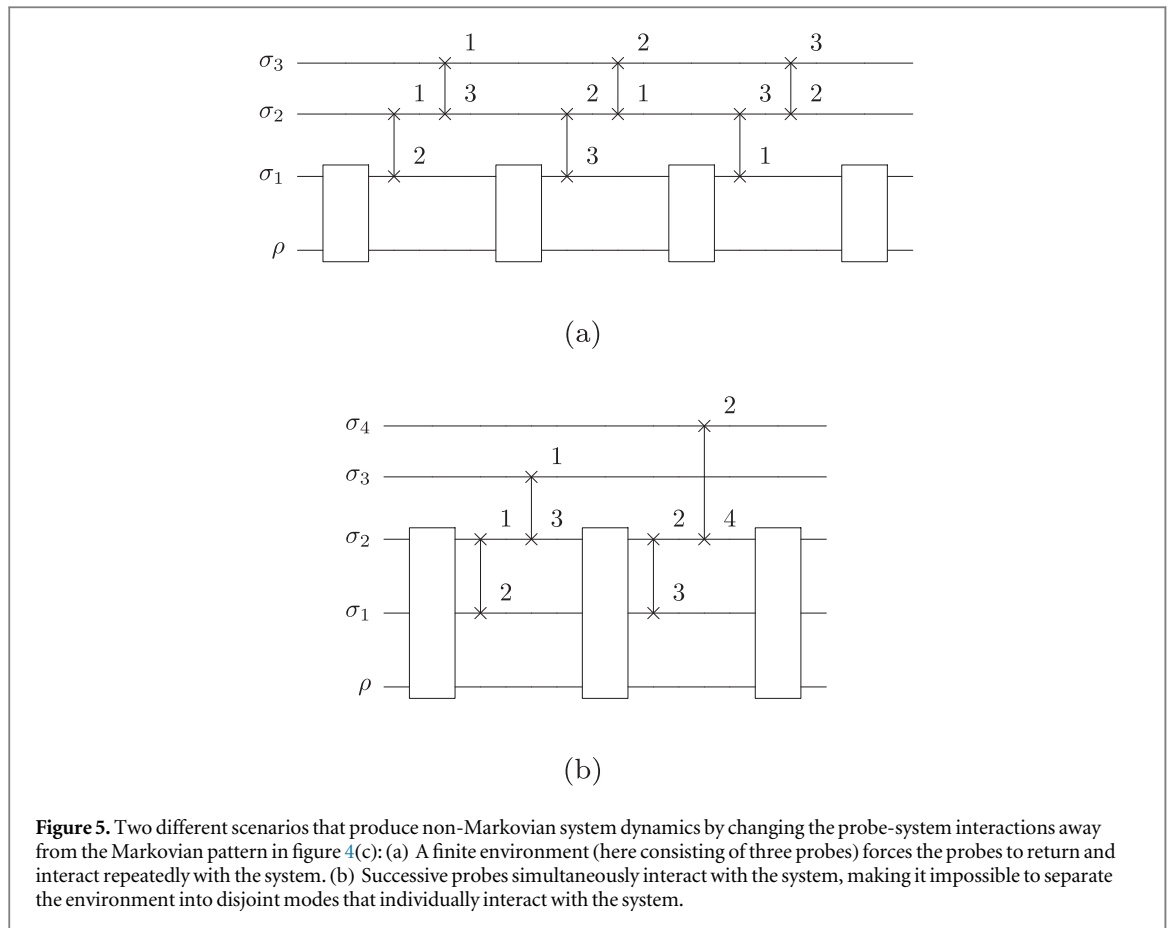 1 2 3
σ₃
1 3 2 1 3 2
σ₂
2 3 1
σ₁
ρ
(a)
2
σ₄
1
σ₃
1 3 2 4
σ₂
2 3
σ₁
ρ
(b)
Figure 5. Two different scenarios that produce non-Markovian system dynamics by changing the probe-system interactions away
from the Markovian pattern in figure 4(c): (a) A finite environment (here consisting of three probes) forces the probes to return and
interact repeatedly with the system. (b) Successive probes simultaneously interact with the system, making it impossible to separate
the environment into disjoint modes that individually interact with the system.